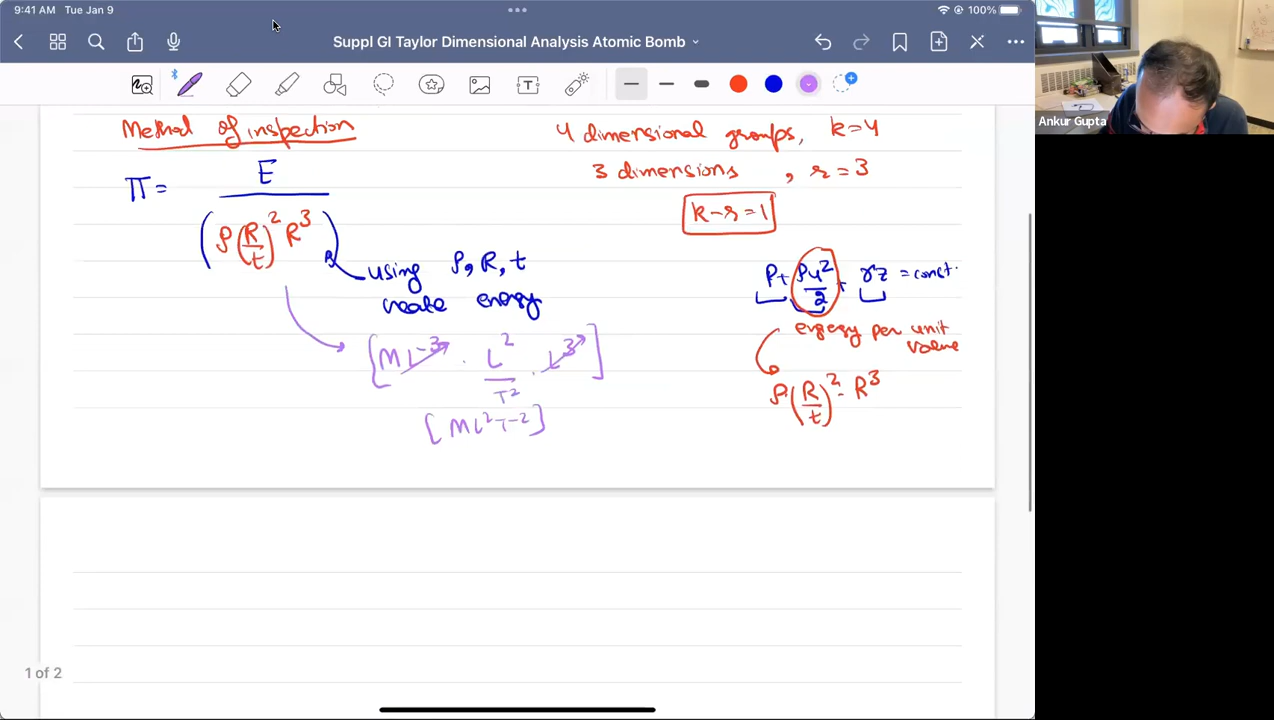 9:41 AM Tue Jan 9
100%
Suppl GI Taylor Dimensional Analysis Atomic Bomb
Ankur Gupta
Method of inspection
4 dimensional groups, k=4
3 dimensions , r=3
k-r=1
Π= E / (ρ(R/t)² R³)
using ρ, R, t
create energy
[ML⁻³ · L²/T² · L³]
[ML²T⁻²]
P+ ρu²/2 + γz = const.
energy per unit
ρ(R/t)² · R³
1 of 2